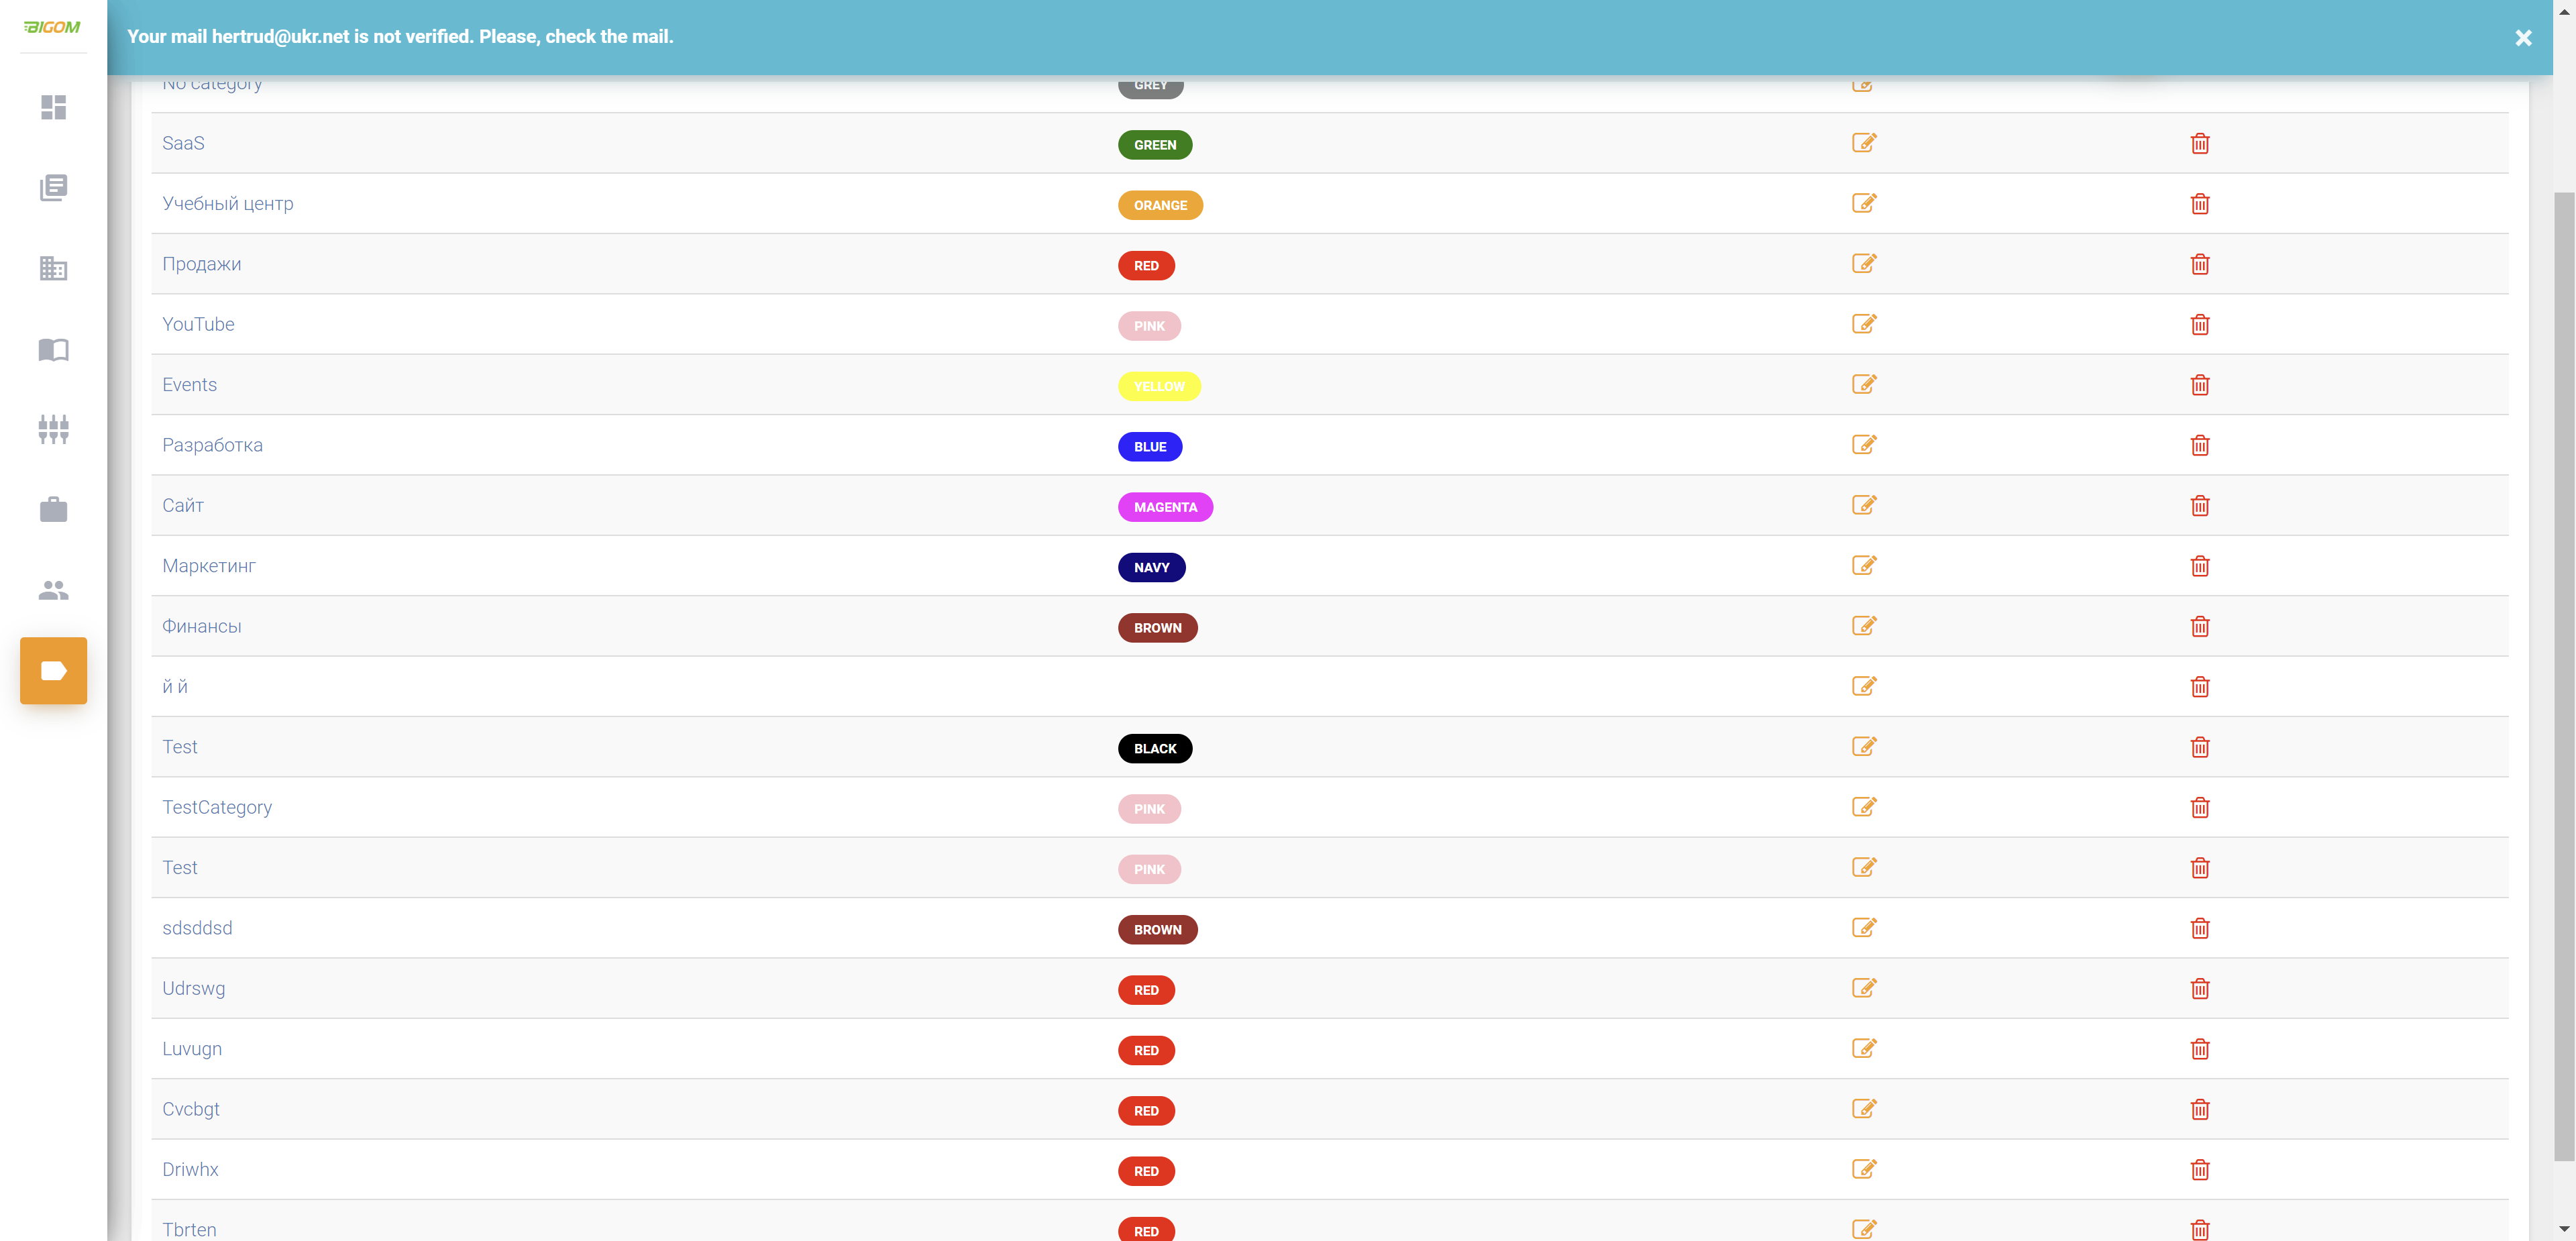 BIGOM
Your mail hertrud@ukr.net is not verified. Please, check the mail.
No category GREY
SaaS GREEN
Учебный центр ORANGE
Продажи RED
YouTube PINK
Events YELLOW
Разработка BLUE
Сайт MAGENTA
Маркетинг NAVY
Финансы BROWN
й й
Test BLACK
TestCategory PINK
Test PINK
sdsddsd BROWN
Udrswg RED
Luvugn RED
Cvcbgt RED
Driwhx RED
Tbrten RED